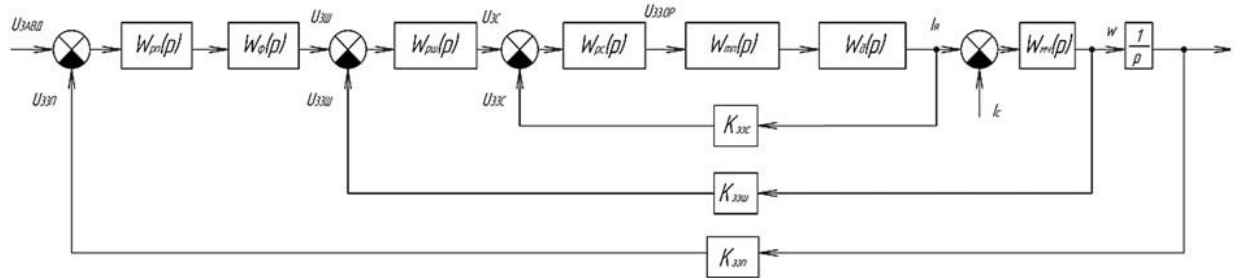 Uзавд
Wрп(p)
Wф(p)
Uзш
Wрш(p)
Uзс
Wрс(p)
Uззор
Wтп(p)
Wд(p)
Iя
Wмч(p)
w
1
p
Uззп
Uззш
Uззс
Iс
Kззс
Kззш
Kззп